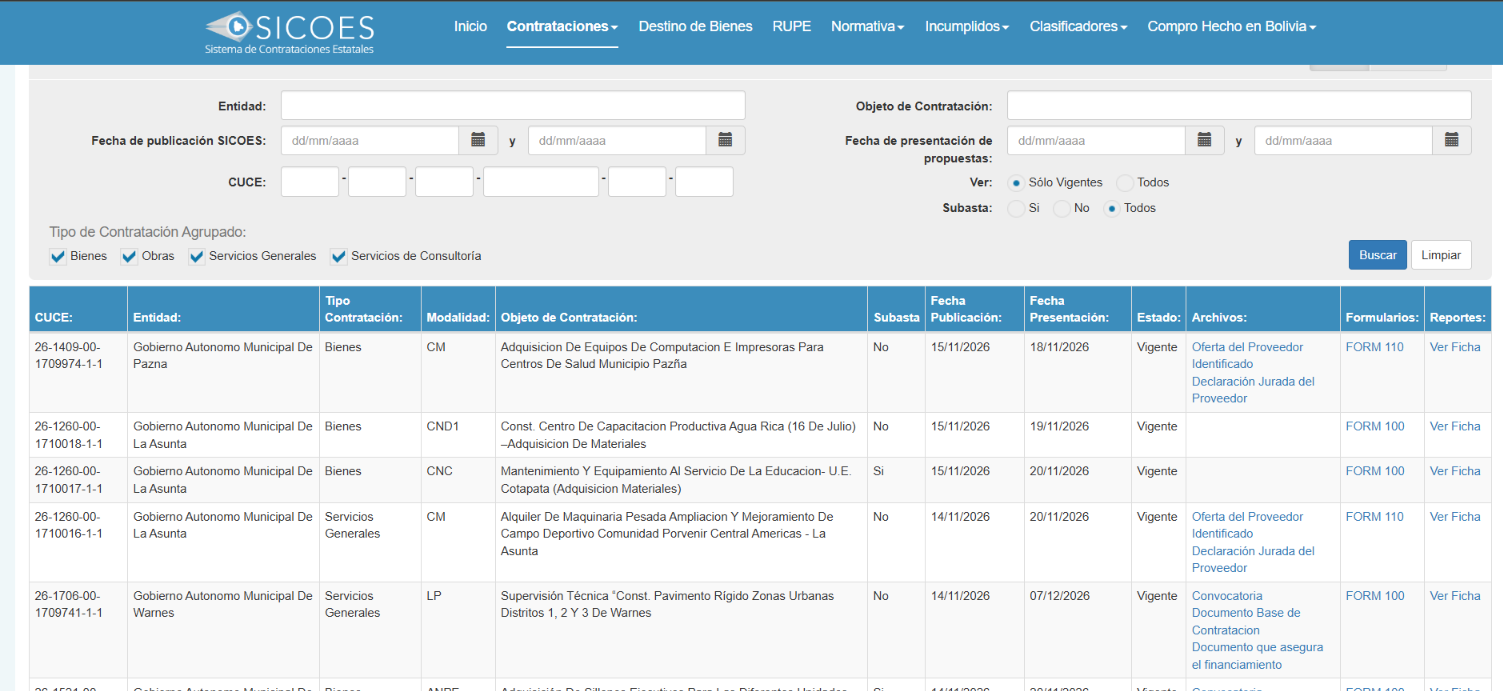 SICOES
Sistema de Contrataciones Estatales
Inicio Contrataciones Destino de Bienes RUPE Normativa Incumplidos Clasificadores Compro Hecho en Bolivia
Entidad: Objeto de Contratación:
Fecha de publicación SICOES: dd/mm/aaaa y dd/mm/aaaa Fecha de presentación de propuestas: dd/mm/aaaa y dd/mm/aaaa
CUCE: - - - - - Ver: Sólo Vigentes Todos
Subasta: Si No Todos
Tipo de Contratación Agrupado:
Bienes Obras Servicios Generales Servicios de Consultoría Buscar Limpiar
CUCE: Entidad: Tipo Contratación: Modalidad: Objeto de Contratación: Subasta Fecha Publicación: Fecha Presentación: Estado: Archivos: Formularios: Reportes:
26-1409-00-1709974-1-1 Gobierno Autonomo Municipal De Pazna Bienes CM Adquisicion De Equipos De Computacion E Impresoras Para Centros De Salud Municipio Pazña No 15/11/2026 18/11/2026 Vigente Oferta del Proveedor Identificado Declaración Jurada del Proveedor FORM 110 Ver Ficha
26-1260-00-1710018-1-1 Gobierno Autonomo Municipal De La Asunta Bienes CND1 Const. Centro De Capacitacion Productiva Agua Rica (16 De Julio) –Adquisicion De Materiales No 15/11/2026 19/11/2026 Vigente FORM 100 Ver Ficha
26-1260-00-1710017-1-1 Gobierno Autonomo Municipal De La Asunta Bienes CNC Mantenimiento Y Equipamiento Al Servicio De La Educacion- U.E. Cotapata (Adquisicion Materiales) Si 15/11/2026 20/11/2026 Vigente FORM 100 Ver Ficha
26-1260-00-1710016-1-1 Gobierno Autonomo Municipal De La Asunta Servicios Generales CM Alquiler De Maquinaria Pesada Ampliacion Y Mejoramiento De Campo Deportivo Comunidad Porvenir Central Americas - La Asunta No 14/11/2026 20/11/2026 Vigente Oferta del Proveedor Identificado Declaración Jurada del Proveedor FORM 110 Ver Ficha
26-1706-00-1709741-1-1 Gobierno Autonomo Municipal De Warnes Servicios Generales LP Supervisión Técnica "Const. Pavimento Rígido Zonas Urbanas Distritos 1, 2 Y 3 De Warnes No 14/11/2026 07/12/2026 Vigente Convocatoria Documento Base de Contratacion Documento que asegura el financiamiento FORM 100 Ver Ficha